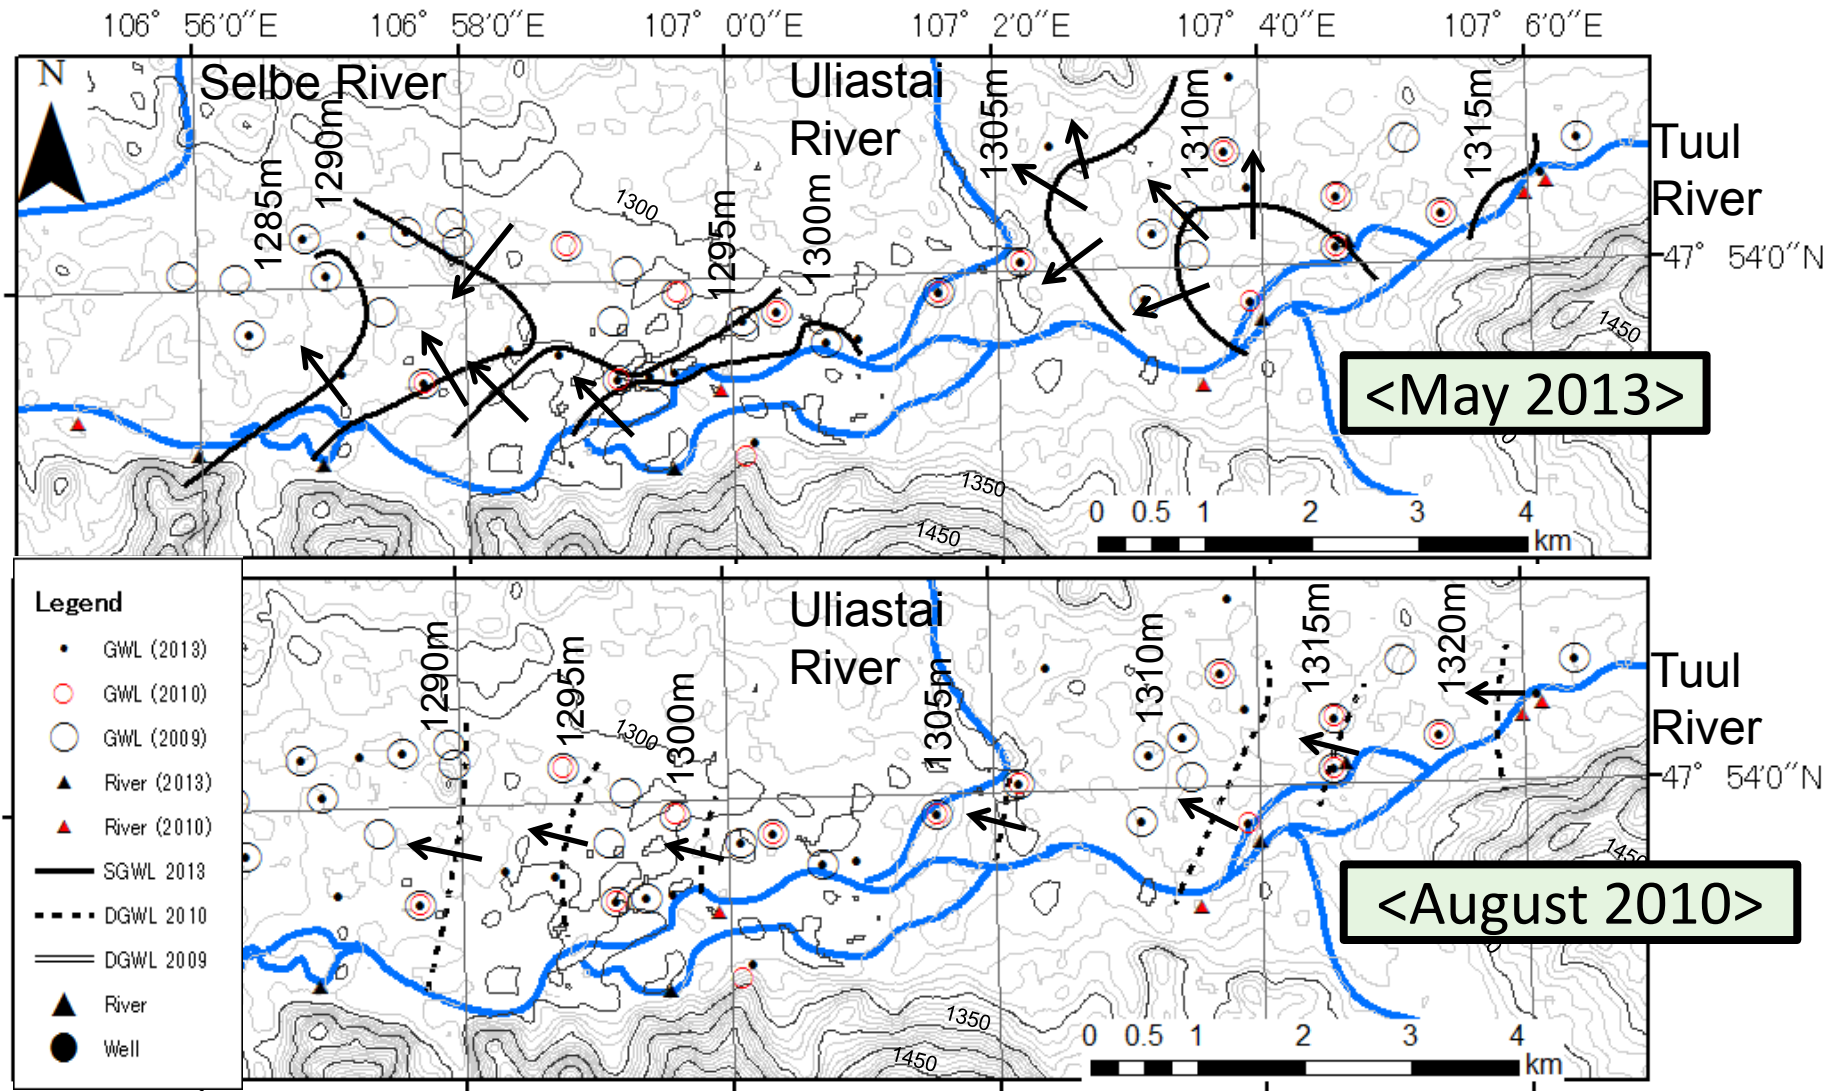 106° 56'0"E
106° 58'0"E
107° 0'0"E
107° 2'0"E
107° 4'0"E
107° 6'0"E
N
Selbe River
Uliastai
River
Tuul
River
1285m
1290m
1295m
1300m
1305m
1310m
1315m
1300
47° 54'0"N
1450
<May 2013>
1350
1450
0 0.5 1 2 3 4
km
Legend
GWL (2013)
GWL (2010)
GWL (2009)
River (2013)
River (2010)
SGWL 2013
DGWL 2010
DGWL 2009
River
Well
Uliastai
River
Tuul
River
1290m
1295m
1300m
1305m
1310m
1315m
1320m
1300
47° 54'0"N
1450
<August 2010>
1350
1450
0 0.5 1 2 3 4
km